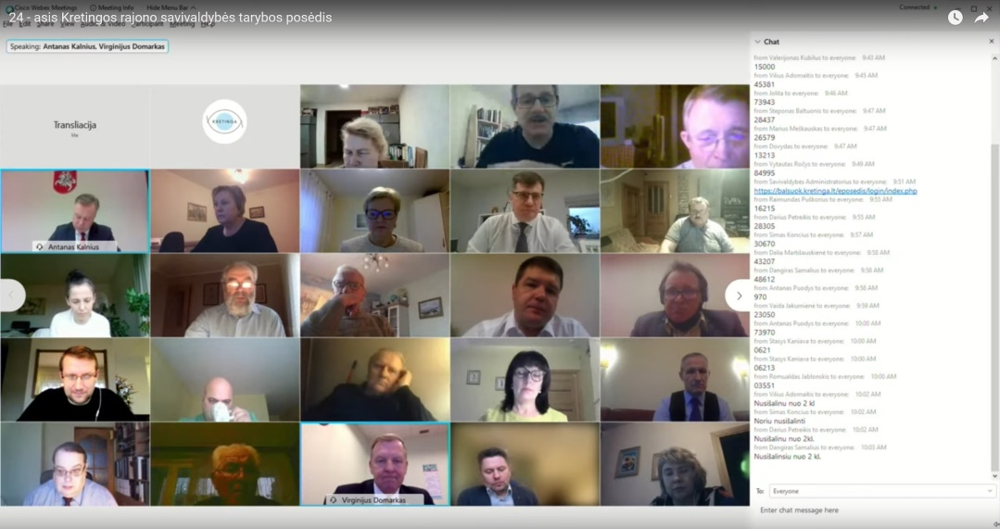 Cisco Webex Meetings
Meeting Info
Hide Menu Bar
Connected
24 - asis Kretingos rajono savivaldybės tarybos posėdis
File Edit Share View Audio & Video Participant Meeting Help
Speaking: Antanas Kalnius, Virginijus Domarkas
Transliacija
Me
KRETINGA
Antanas Kalnius
Virginijus Domarkas
Chat
from Valerijonas Kubilius to everyone: 9:43 AM
15000
from Vilius Adomaitis to everyone: 9:45 AM
45381
from Jolita to everyone: 9:46 AM
73943
from Steponas Baltuonis to everyone: 9:47 AM
28437
from Marius Meškauskas to everyone: 9:47 AM
26579
from Dovydas to everyone: 9:47 AM
13213
from Vytautas Ročys to everyone: 9:49 AM
84995
from Savivaldybės Administratorius to everyone: 9:51 AM
https://balsuok.kretinga.lt/eposedis/login/index.php
from Raimundas Puškorius to everyone: 9:55 AM
16215
from Darius Petreikis to everyone: 9:55 AM
28305
from Simas Koncius to everyone: 9:57 AM
30670
from Dalia Martišauskienė to everyone: 9:58 AM
43207
from Dangiras Samalius to everyone: 9:58 AM
48612
from Antanas Puodys to everyone: 9:58 AM
970
from Vaida Jakumienė to everyone: 9:59 AM
23050
from Antanas Puodys to everyone: 10:00 AM
73970
from Stasys Kaniava to everyone: 10:00 AM
0621
from Stasys Kaniava to everyone: 10:00 AM
06213
from Romualdas Jablonskis to everyone: 10:00 AM
03551
from Vilius Adomaitis to everyone: 10:02 AM
Nusišalinu nuo 2 kl
from Simas Koncius to everyone: 10:02 AM
Noriu nusišalinti
from Darius Petreikis to everyone: 10:02 AM
Nusišalinu nuo 2kl.
from Dangiras Samalius to everyone: 10:03 AM
Nusišalinsiu nuo 2 kl.
To: Everyone
Enter chat message here